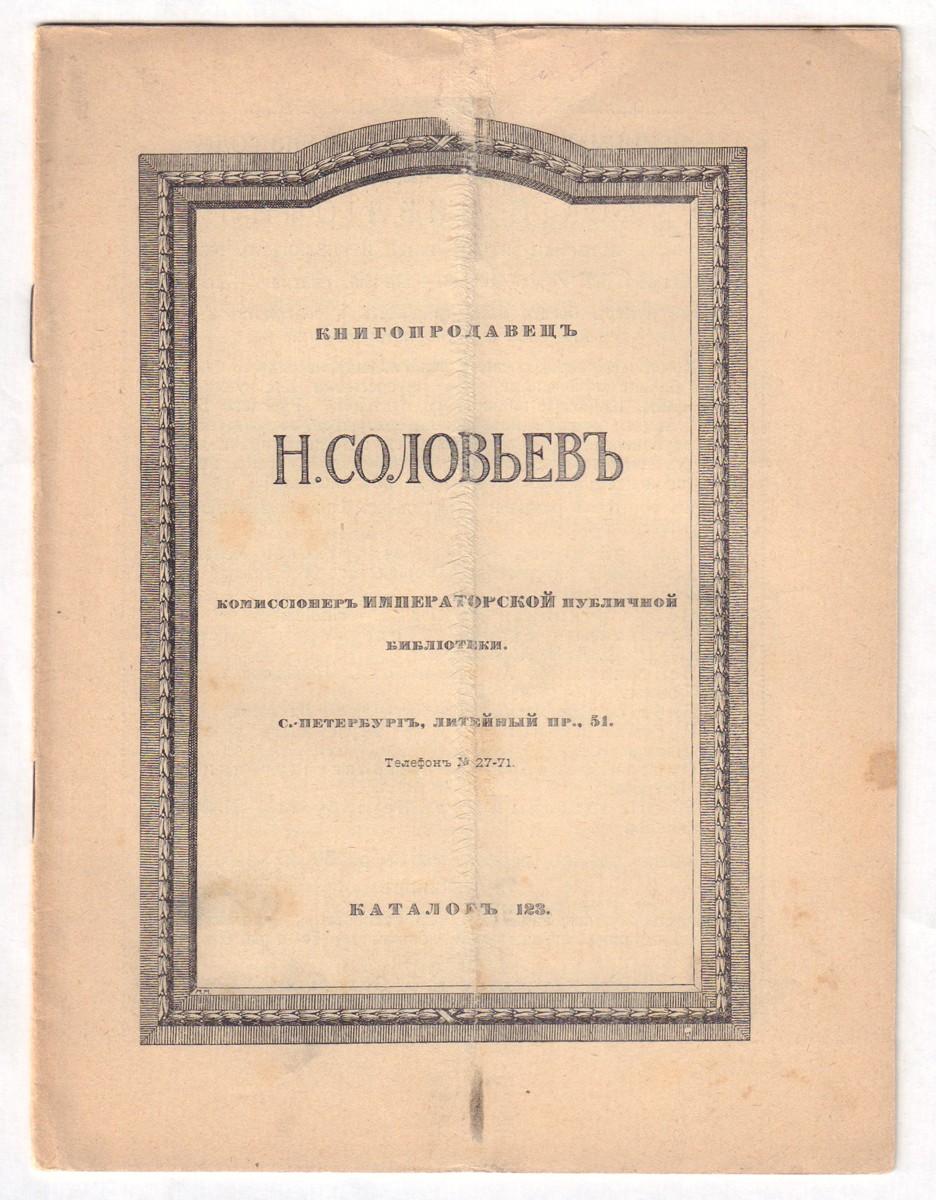 КНИГОПРОДАВЕЦЪ
Н. СОЛОВЬЕВЪ
КОМИССІОНЕРЪ ИМПЕРАТОРСКОЙ ПУБЛИЧНОЙ
БИБЛІОТЕКИ.
С.-ПЕТЕРБУРГЪ, ЛИТЕЙНЫЙ ПР., 51.
Телефонъ № 27-71.
КАТАЛОГЪ 123.